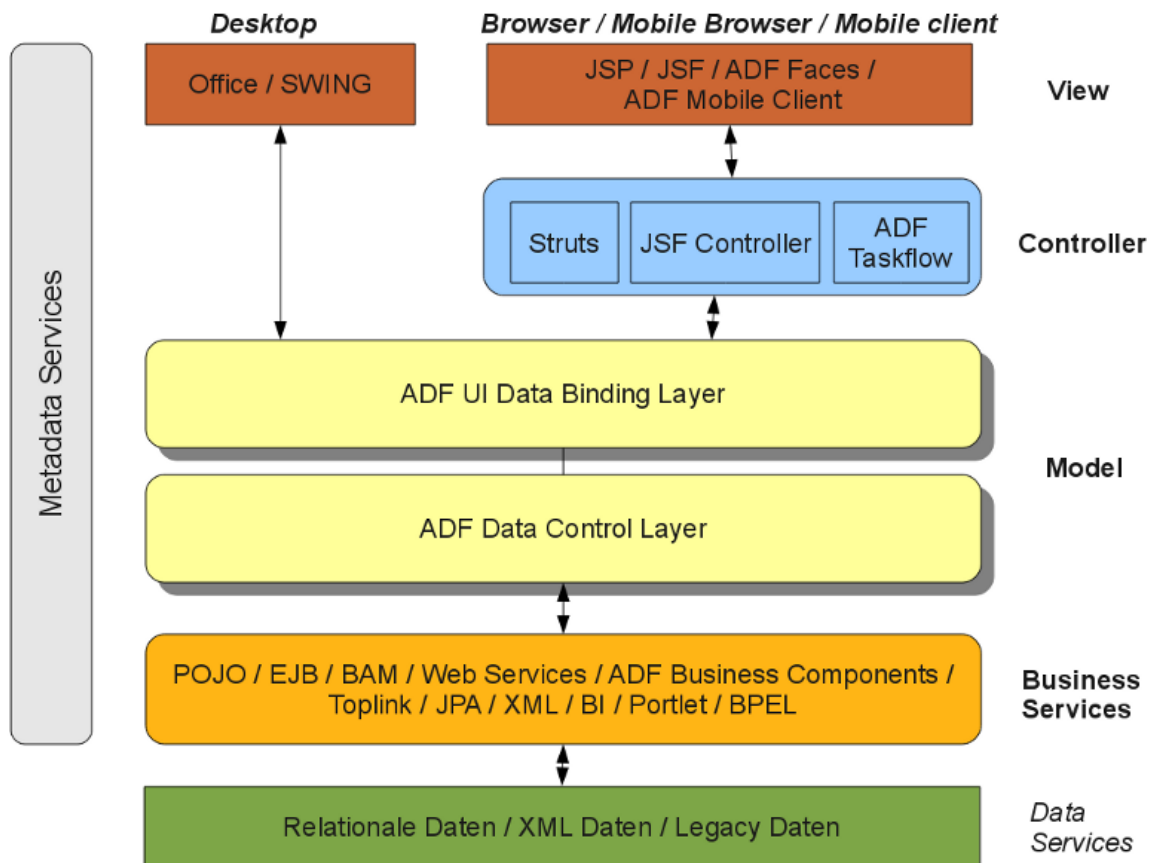 Desktop
Browser / Mobile Browser / Mobile client
Office / SWING
JSP / JSF / ADF Faces /
ADF Mobile Client
View
Struts
JSF Controller
ADF
Taskflow
Controller
Metadata Services
ADF UI Data Binding Layer
Model
ADF Data Control Layer
POJO / EJB / BAM / Web Services / ADF Business Components /
Toplink / JPA / XML / BI / Portlet / BPEL
Business
Services
Relationale Daten / XML Daten / Legacy Daten
Data
Services